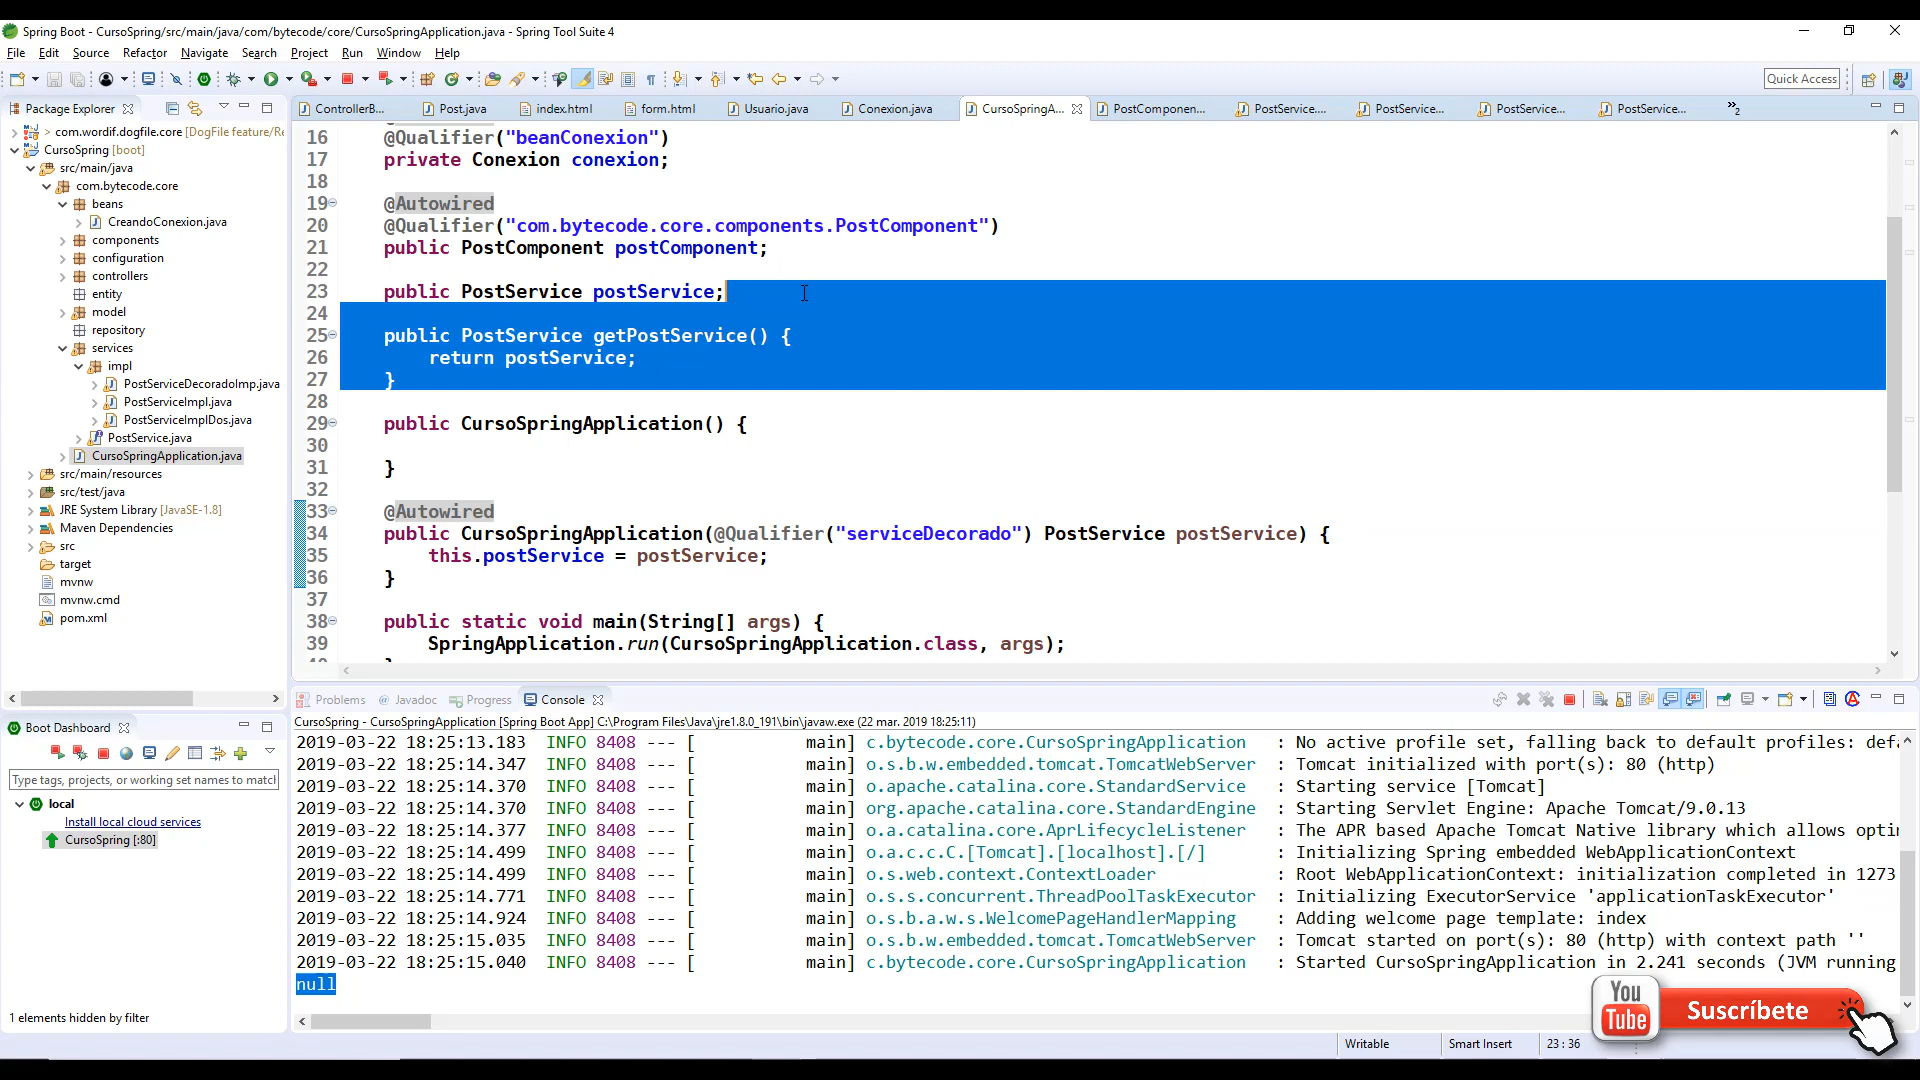 Spring Boot - CursoSpring/src/main/java/com/bytecode/core/CursoSpringApplication.java - Spring Tool Suite 4
File Edit Source Refactor Navigate Search Project Run Window Help
Quick Access
Package Explorer
ControllerB... Post.java index.html form.html Usuario.java Conexion.java CursoSpringA... PostComponen... PostService.... PostService... PostService... PostService... »2
> com.wordif.dogfile.core [DogFile feature/Re
CursoSpring [boot]
src/main/java
com.bytecode.core
beans
CreandoConexion.java
components
configuration
controllers
entity
model
repository
services
impl
PostServiceDecoradoImp.java
PostServiceImpl.java
PostServiceImplDos.java
PostService.java
CursoSpringApplication.java
src/main/resources
src/test/java
JRE System Library [JavaSE-1.8]
Maven Dependencies
src
target
mvnw
mvnw.cmd
pom.xml
16 @Qualifier("beanConexion")
17 private Conexion conexion;
18
19 @Autowired
20 @Qualifier("com.bytecode.core.components.PostComponent")
21 public PostComponent postComponent;
22
23 public PostService postService;
24
25 public PostService getPostService() {
26 return postService;
27 }
28
29 public CursoSpringApplication() {
30
31 }
32
33 @Autowired
34 public CursoSpringApplication(@Qualifier("serviceDecorado") PostService postService) {
35 this.postService = postService;
36 }
37
38 public static void main(String[] args) {
39 SpringApplication.run(CursoSpringApplication.class, args);
Boot Dashboard
Type tags, projects, or working set names to match
local
Install local cloud services
CursoSpring [:80]
1 elements hidden by filter
Problems Javadoc Progress Console
CursoSpring - CursoSpringApplication [Spring Boot App] C:\Program Files\Java\jre1.8.0_191\bin\javaw.exe (22 mar. 2019 18:25:11)
2019-03-22 18:25:13.183 INFO 8408 --- [ main] c.bytecode.core.CursoSpringApplication : No active profile set, falling back to default profiles: defa
2019-03-22 18:25:14.347 INFO 8408 --- [ main] o.s.b.w.embedded.tomcat.TomcatWebServer : Tomcat initialized with port(s): 80 (http)
2019-03-22 18:25:14.370 INFO 8408 --- [ main] o.apache.catalina.core.StandardService : Starting service [Tomcat]
2019-03-22 18:25:14.370 INFO 8408 --- [ main] org.apache.catalina.core.StandardEngine : Starting Servlet Engine: Apache Tomcat/9.0.13
2019-03-22 18:25:14.377 INFO 8408 --- [ main] o.a.catalina.core.AprLifecycleListener : The APR based Apache Tomcat Native library which allows opti
2019-03-22 18:25:14.499 INFO 8408 --- [ main] o.a.c.c.C.[Tomcat].[localhost].[/] : Initializing Spring embedded WebApplicationContext
2019-03-22 18:25:14.499 INFO 8408 --- [ main] o.s.web.context.ContextLoader : Root WebApplicationContext: initialization completed in 1273
2019-03-22 18:25:14.771 INFO 8408 --- [ main] o.s.s.concurrent.ThreadPoolTaskExecutor : Initializing ExecutorService 'applicationTaskExecutor'
2019-03-22 18:25:14.924 INFO 8408 --- [ main] o.s.b.a.w.s.WelcomePageHandlerMapping : Adding welcome page template: index
2019-03-22 18:25:15.035 INFO 8408 --- [ main] o.s.b.w.embedded.tomcat.TomcatWebServer : Tomcat started on port(s): 80 (http) with context path ''
2019-03-22 18:25:15.040 INFO 8408 --- [ main] c.bytecode.core.CursoSpringApplication : Started CursoSpringApplication in 2.241 seconds (JVM running
null
You Tube Suscríbete
Writable Smart Insert 23 : 36